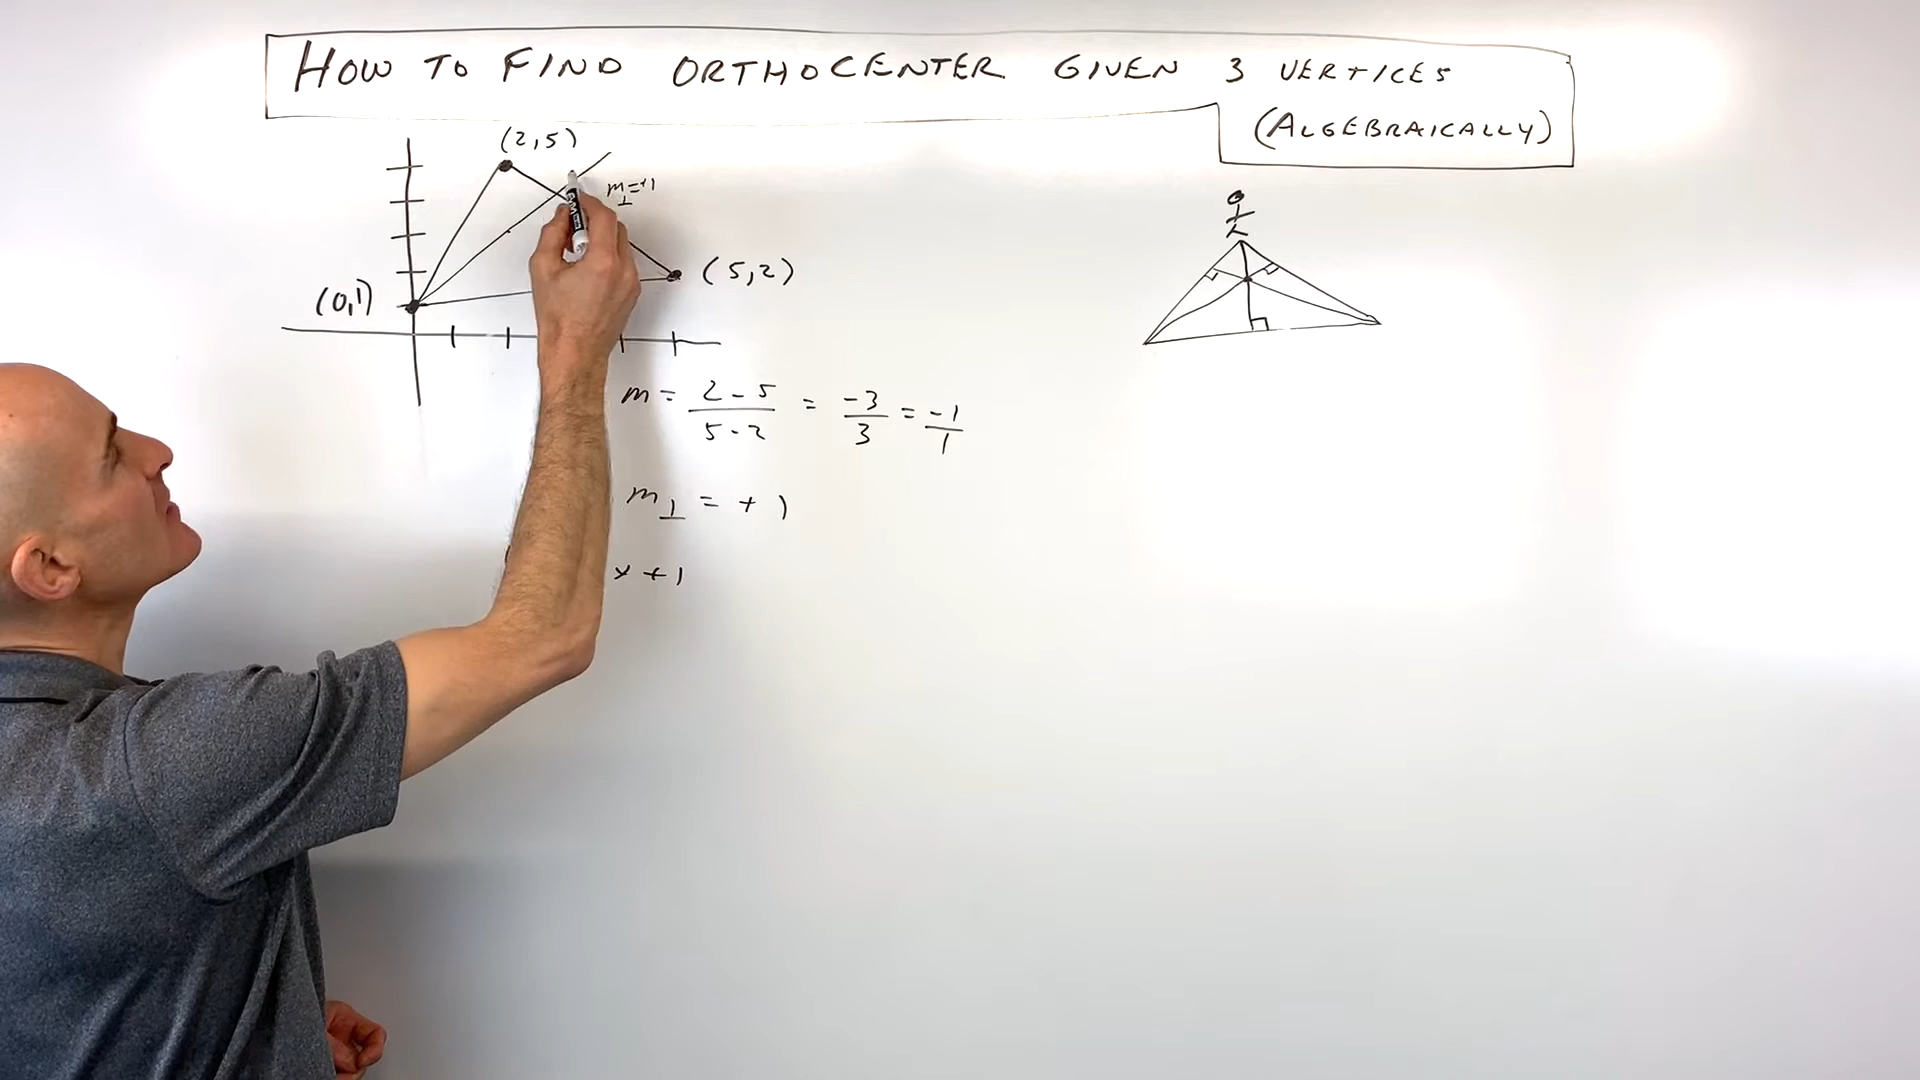 HOW TO FIND ORTHOCENTER GIVEN 3 VERTICES
(ALGEBRAICALLY)
(2,5)
m⊥=+1
(5,2)
(0,1)
m = 2-5/5-2 = -3/3 = -1/1
m⊥ = +1
x+1